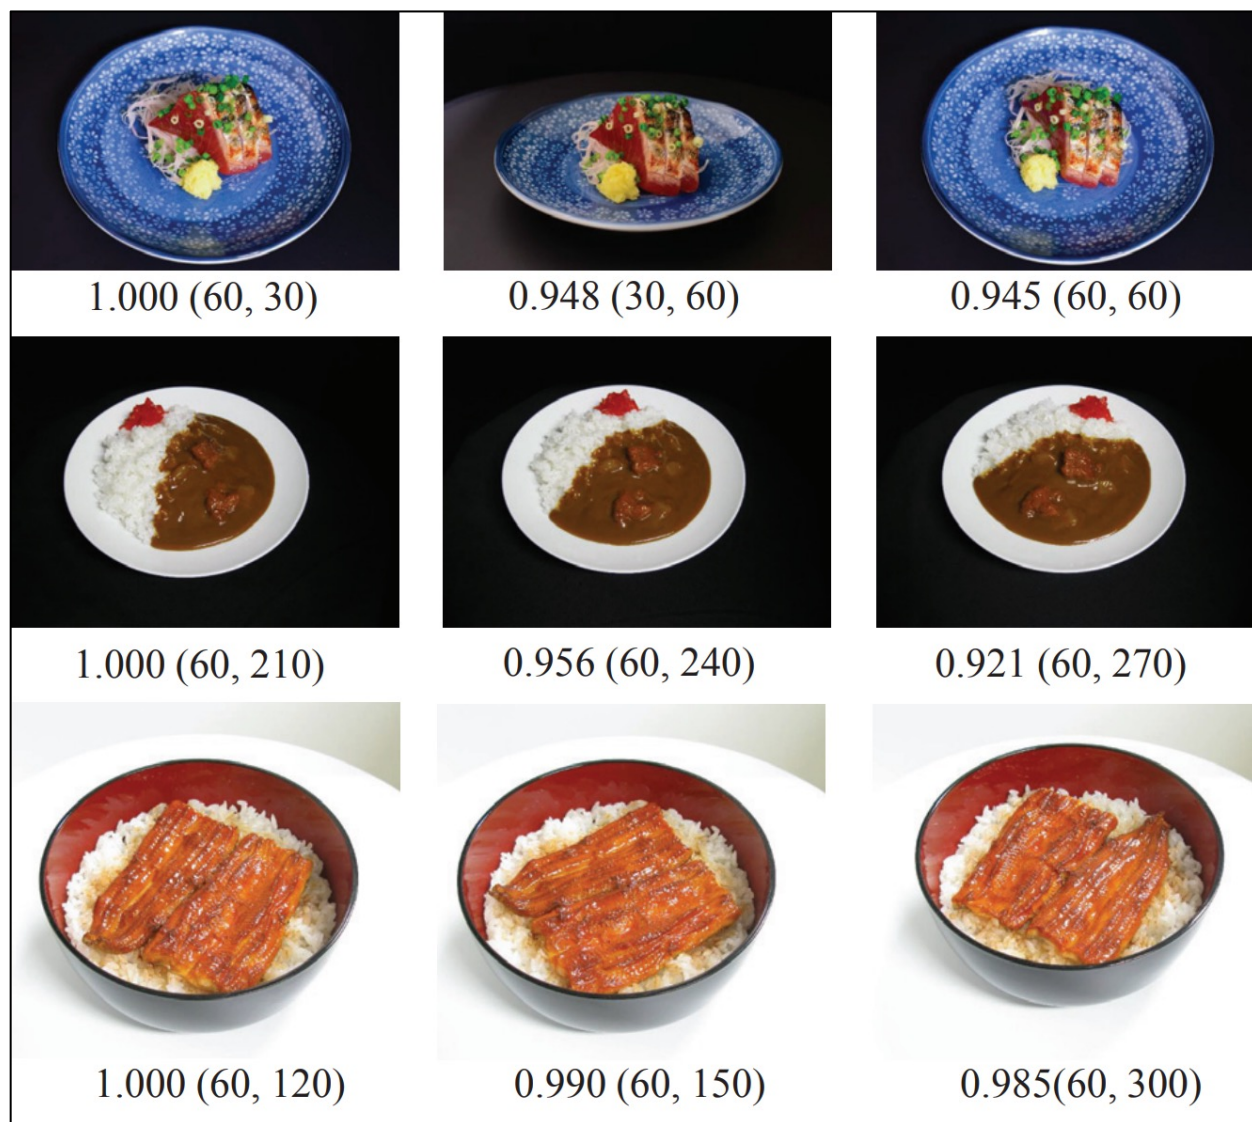 1.000 (60, 30)
0.948 (30, 60)
0.945 (60, 60)
1.000 (60, 210)
0.956 (60, 240)
0.921 (60, 270)
1.000 (60, 120)
0.990 (60, 150)
0.985(60, 300)